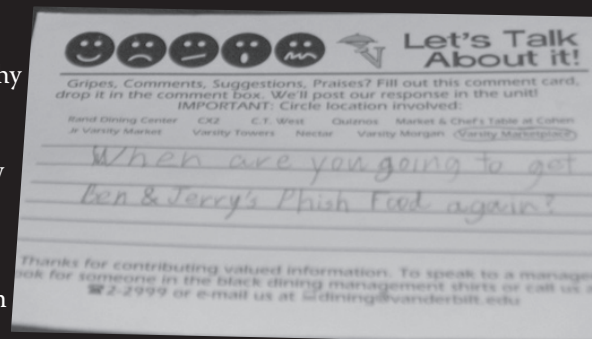 ny
y
n
Let's Talk
About it!
Gripes, Comments, Suggestions, Praises? Fill out this comment card,
drop it in the comment box. We'll post our response in the unit!
IMPORTANT: Circle location involved:
Rand Dining Center CX2 C.T. West Quiznos Market & Chef's Table at Cohen
Jr Varsity Market Varsity Towers Nectar Varsity Morgan Varsity Marketplace
When are you going to get
Ben & Jerry's Phish Food again?
Thanks for contributing valued information. To speak to a manager
ook for someone in the black dining management shirts or call us a
☎2-2999 or e-mail us at dining@vanderbilt.edu